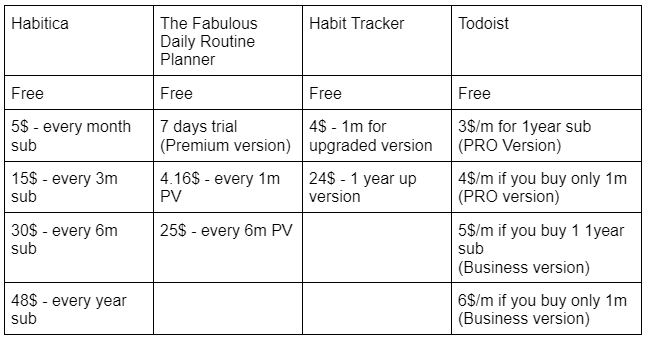 Habitica
The Fabulous
Daily Routine
Planner
Habit Tracker
Todoist
Free
Free
Free
Free
5$ - every month
sub
7 days trial
(Premium version)
4$ - 1m for
upgraded version
3$/m for 1year sub
(PRO Version)
15$ - every 3m
sub
4.16$ - every 1m
PV
24$ - 1 year up
version
4$/m if you buy only 1m
(PRO version)
30$ - every 6m
sub
25$ - every 6m PV
5$/m if you buy 1 1year
sub
(Business version)
48$ - every year
sub
6$/m if you buy only 1m
(Business version)